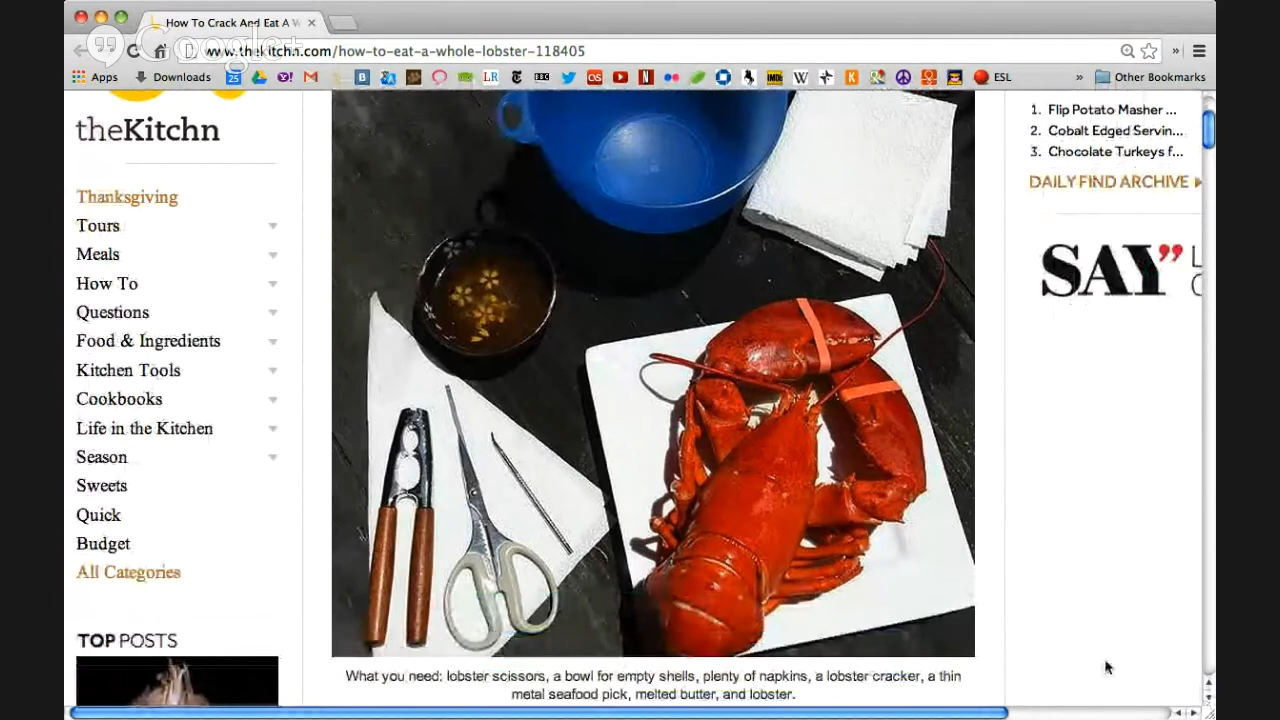 How To Crack And Eat A W
Google+
www.thekitchn.com/how-to-eat-a-whole-lobster-118405
Apps
Downloads
25
LR
BBC
ESL
»
Other Bookmarks
theKitchn
Thanksgiving
Tours
Meals
How To
Questions
Food & Ingredients
Kitchen Tools
Cookbooks
Life in the Kitchen
Season
Sweets
Quick
Budget
All Categories
TOP POSTS
What you need: lobster scissors, a bowl for empty shells, plenty of napkins, a lobster cracker, a thin
metal seafood pick, melted butter, and lobster.
1. Flip Potato Masher ...
2. Cobalt Edged Servin...
3. Chocolate Turkeys f...
DAILY FIND ARCHIVE
SAY